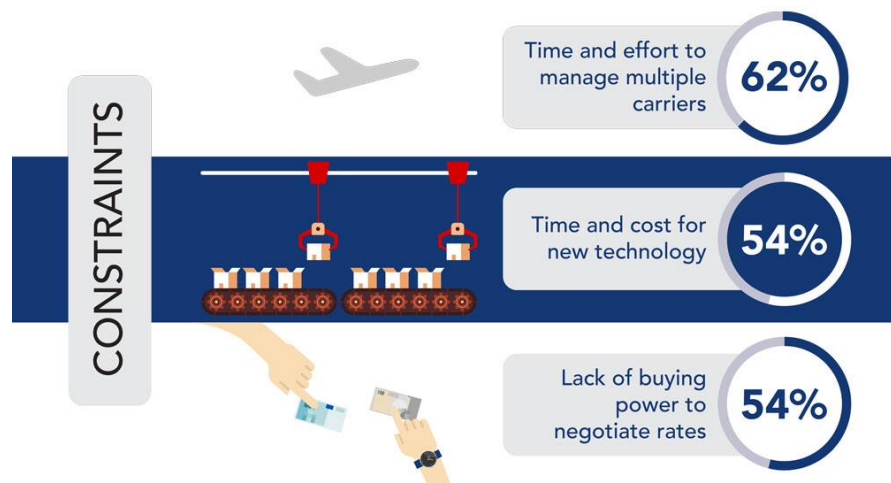 CONSTRAINTS
Time and effort to
manage multiple
carriers
62%
Time and cost for
new technology
54%
Lack of buying
power to
negotiate rates
54%